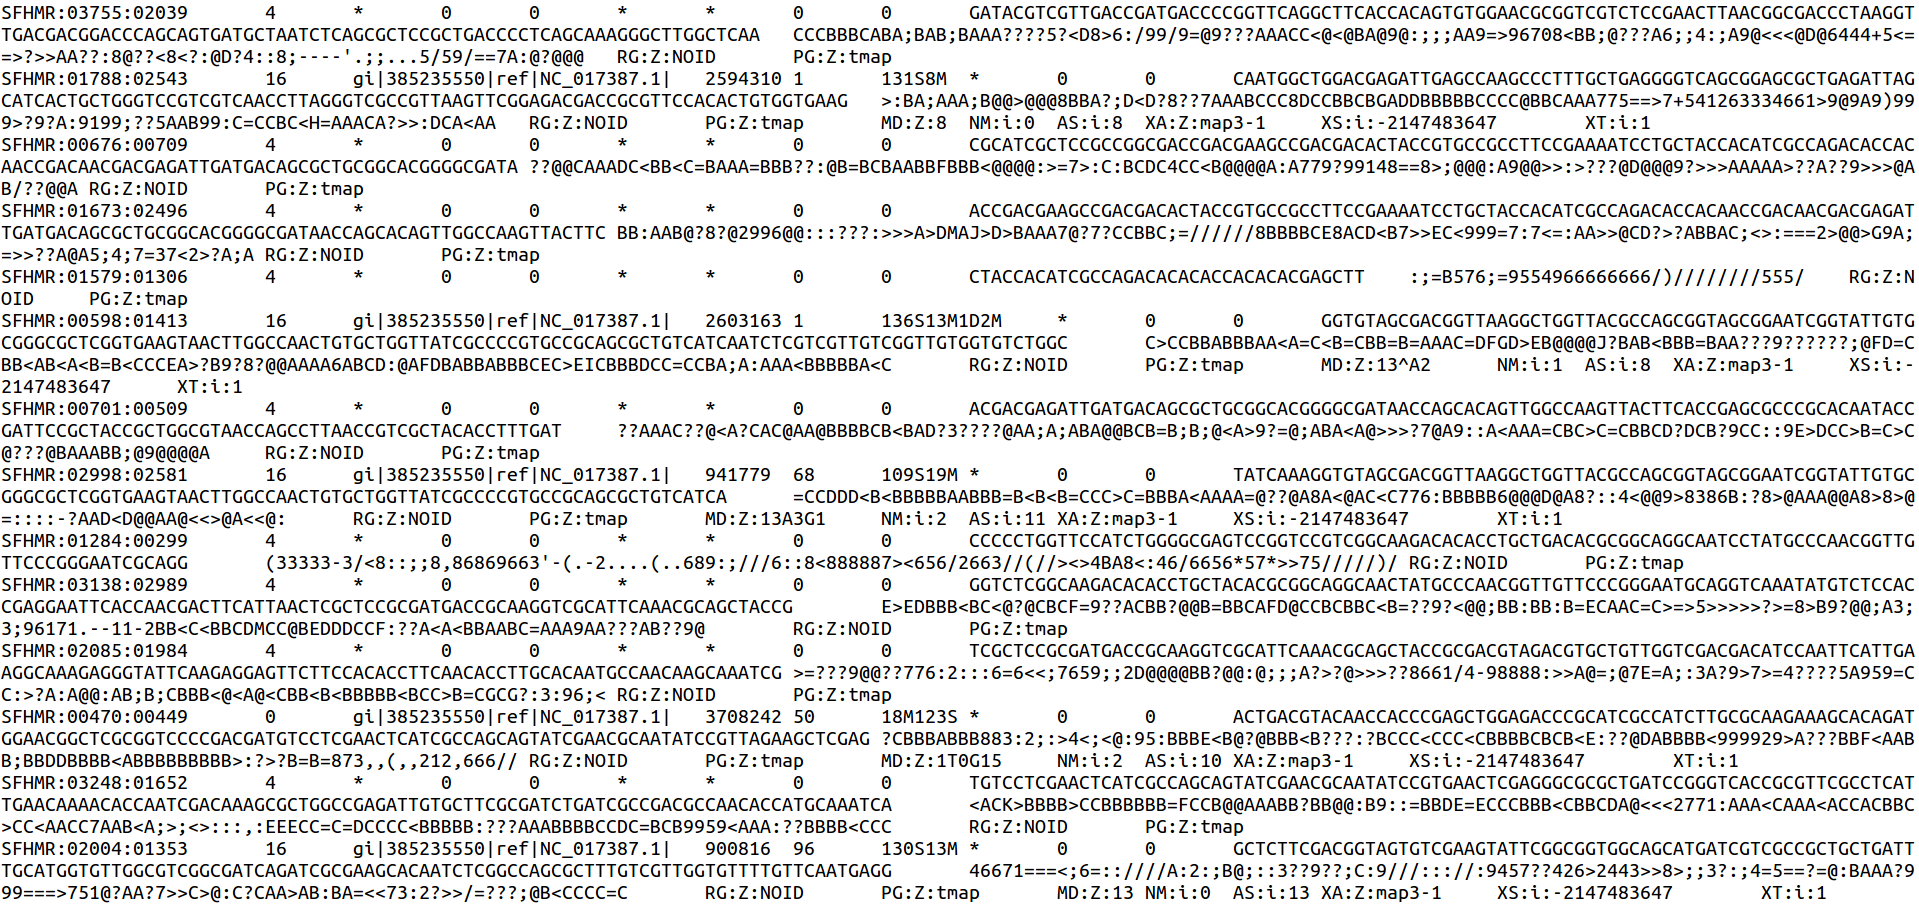 SFHMR:03755:02039	4	*	0	0	*	*	0	0	GATACGTCGTTGACCGATGACCCCGGTTCAGGCTTCACCACAGTGTGGAACGCGGTCGTCTCCGAACTTAACGGCGACCCTAAGGT
TGACGACGGACCCAGCAGTGATGCTAATCTCAGCGCTCCGCTGACCCCTCAGCAAAGGGCTTGGCTCAA	CCCBBBCABA;BAB;BAAA????5?<D8>6:/99/9=@9???AAACC<@<@BA@9@:;;;AA9=>96708<BB;@???A6;;4:;A9@<<<@D@6444+5<=
=>?>>AA??:8@??<8<?:@D?4::8;----'.;;...5/59/==7A:@?@@@	RG:Z:NOID	PG:Z:tmap
SFHMR:01788:02543	16	gi|385235550|ref|NC_017387.1|	2594310	1	131S8M	*	0	0	CAATGGCTGGACGAGATTGAGCCAAGCCCTTTGCTGAGGGGTCAGCGGAGCGCTGAGATTAG
CATCACTGCTGGGTCCGTCGTCAACCTTAGGGTCGCCGTTAAGTTCGGAGACGACCGCGTTCCACACTGTGGTGAAG	>:BA;AAA;B@@>@@@8BBA?;D<D?8??7AAABCCC8DCCBBCBGADDBBBBBCCCC@BBCAAA775==>7+541263334661>9@9A9)99
9>?9?A:9199;??5AAB99:C=CCBC<H=AAACA?>>:DCA<AA	RG:Z:NOID	PG:Z:tmap	MD:Z:8	NM:i:0	AS:i:8	XA:Z:map3-1	XS:i:-2147483647	XT:i:1
SFHMR:00676:00709	4	*	0	0	*	*	0	0	CGCATCGCTCCGCCGGCGACCGACGAAGCCGACGACACTACCGTGCCGCCTTCCGAAAATCCTGCTACCACATCGCCAGACACCAC
AACCGACAACGACGAGATTGATGACAGCGCTGCGGCACGGGGCGATA	??@@CAAADC<BB<C=BAAA=BBB??:@B=BCBAABBFBBB<@@@@:>=7>:C:BCDC4CC<B@@@@A:A779?99148==8>;@@@:A9@@>>:>???@D@@@9?>>>AAAAA>??A??9>>>@A
B/??@@A	RG:Z:NOID	PG:Z:tmap
SFHMR:01673:02496	4	*	0	0	*	*	0	0	ACCGACGAAGCCGACGACACTACCGTGCCGCCTTCCGAAAATCCTGCTACCACATCGCCAGACACCACAACCGACAACGACGAGAT
TGATGACAGCGCTGCGGCACGGGGCGATAACCAGCACAGTTGGCCAAGTTACTTC	BB:AAB@?8?@2996@@:::???:>>>A>DMAJ>D>BAAA7@?7?CCBBC;=//////8BBBBCE8ACD<B7>>EC<999=7:7<=:AA>>@CD?>?ABBAC;<>:===2>@@>G9A;
=>>??A@A5;4;7=37<2>?A;A	RG:Z:NOID	PG:Z:tmap
SFHMR:01579:01306	4	*	0	0	*	*	0	0	CTACCACATCGCCAGACACACACCACACACGAGCTT	:;=B576;=9554966666666/)////////555/	RG:Z:N
OID	PG:Z:tmap
SFHMR:00598:01413	16	gi|385235550|ref|NC_017387.1|	2603163	1	136S13M1D2M	*	0	0	GGTGTAGCGACGGTTAAGGCTGGTTACGCCAGCGGTAGCGGAATCGGTATTGTG
CGGGCGCTCGGTGAAGTAACTTGGCCAACTGTGCTGGTTATCGCCCCGTGCCGCAGCGCTGTCATCAATCTCGTCGTTGTCGGTTGTGGTGTCTGGC	C>CCBBABBBAA<A=C<B=CBB=B=AAAC=DFGD>EB@@@@J?BAB<BBB=BAA???9??????;@FD=C
BB<AB<A<B=B<CCCEA>?B9?8?@@AAAA6ABCD:@AFDBABBABBBCEC>EICBBBDCC=CCBA;A:AAA<BBBBBA<C	RG:Z:NOID	PG:Z:tmap	MD:Z:13^A2	NM:i:1	AS:i:8	XA:Z:map3-1	XS:i:-
2147483647	XT:i:1
SFHMR:00701:00509	4	*	0	0	*	*	0	0	ACGACGAGATTGATGACAGCGCTGCGGCACGGGGCGATAACCAGCACAGTTGGCCAAGTTACTTCACCGAGCGCCCGCACAATACC
GATTCCGCTACCGCTGGCGTAACCAGCCTTAACCGTCGCTACACCTTTGAT	??AAAC??@<A?CAC@AA@BBBBCB<BAD?3????@AA;A;ABA@@BCB=B;B;@<A>9?=@;ABA<A@>>>?7@A9::A<AAA=CBC>C=CBBCD?DCB?9CC::9E>DCC>B=C>C
@???@BAAABB;@9@@@@A	RG:Z:NOID	PG:Z:tmap
SFHMR:02998:02581	16	gi|385235550|ref|NC_017387.1|	941779	68	109S19M	*	0	0	TATCAAAGGTGTAGCGACGGTTAAGGCTGGTTACGCCAGCGGTAGCGGAATCGGTATTGTGC
GGGCGCTCGGTGAAGTAACTTGGCCAACTGTGCTGGTTATCGCCCCGTGCCGCAGCGCTGTCATCA	=CCDDD<B<BBBBBAABBB=B<B<B=CCC>C=BBBA<AAAA=@??@A8A<@AC<C776:BBBBB6@@@D@A8?::4<@@9>8386B:?8>@AAA@@A8>8>@
=::::-?AAD<D@@AA@<<>@A<<@:	RG:Z:NOID	PG:Z:tmap	MD:Z:13A3G1	NM:i:2	AS:i:11	XA:Z:map3-1	XS:i:-2147483647	XT:i:1
SFHMR:01284:00299	4	*	0	0	*	*	0	0	CCCCCTGGTTCCATCTGGGGCGAGTCCGGTCCGTCGGCAAGACACACCTGCTGACACGCGGCAGGCAATCCTATGCCCAACGGTTG
TTCCCGGGAATCGCAGG	(33333-3/<8::;;8,86869663'-(.-2....(..689:;///6::8<888887><656/2663//(//><>4BA8<:46/6656*57*>>75/////)/	RG:Z:NOID	PG:Z:tmap
SFHMR:03138:02989	4	*	0	0	*	*	0	0	GGTCTCGGCAAGACACACCTGCTACACGCGGCAGGCAACTATGCCCAACGGTTGTTCCCGGGAATGCAGGTCAAATATGTCTCCAC
CGAGGAATTCACCAACGACTTCATTAACTCGCTCCGCGATGACCGCAAGGTCGCATTCAAACGCAGCTACCG	E>EDBBB<BC<@?@CBCF=9??ACBB?@@B=BBCAFD@CCBCBBC<B=??9?<@@;BB:BB:B=ECAAC=C>=>5>>>>>?>=8>B9?@@;A3;
3;96171.--11-2BB<C<BBCDMCC@BEDDDCCF:??A<A<BBAABC=AAA9AA???AB??9@	RG:Z:NOID	PG:Z:tmap
SFHMR:02085:01984	4	*	0	0	*	*	0	0	TCGCTCCGCGATGACCGCAAGGTCGCATTCAAACGCAGCTACCGCGACGTAGACGTGCTGTTGGTCGACGACATCCAATTCATTGA
AGGCAAAGAGGGTATTCAAGAGGAGTTCTTCCACACCTTCAACACCTTGCACAATGCCAACAAGCAAATCG	>=???9@@??776:2:::6=6<<;7659;;2D@@@@BB?@@:@;;;A?>?@>>>??8661/4-98888:>>A@=;@7E=A;:3A?9>7>=4????5A959=C
C:>?A:A@@:AB;B;CBBB<@<A@<CBB<B<BBBBB<BCC>B=CGCG?:3:96;<	RG:Z:NOID	PG:Z:tmap
SFHMR:00470:00449	0	gi|385235550|ref|NC_017387.1|	3708242	50	18M123S	*	0	0	ACTGACGTACAACCACCCGAGCTGGAGACCCGCATCGCCATCTTGCGCAAGAAAGCACAGAT
GGAACGGCTCGCGGTCCCCGACGATGTCCTCGAACTCATCGCCAGCAGTATCGAACGCAATATCCGTTAGAAGCTCGAG	?CBBBABBB883:2;:>4<;<@:95:BBBE<B@?@BBB<B???:?BCCC<CCC<CBBBBCBCB<E:??@DABBBB<999929>A???BBF<AAB
B;BBDDBBBB<ABBBBBBBBB>:?>?B=B=873,,(,,212,666//	RG:Z:NOID	PG:Z:tmap	MD:Z:1T0G15	NM:i:2	AS:i:10	XA:Z:map3-1	XS:i:-2147483647	XT:i:1
SFHMR:03248:01652	4	*	0	0	*	*	0	0	TGTCCTCGAACTCATCGCCAGCAGTATCGAACGCAATATCCGTGAACTCGAGGGCGCGCTGATCCGGGTCACCGCGTTCGCCTCAT
TGAACAAAACACCAATCGACAAAGCGCTGGCCGAGATTGTGCTTCGCGATCTGATCGCCGACGCCAACACCATGCAAATCA	<ACK>BBBB>CCBBBBBB=FCCB@@AAABB?BB@@:B9::=BBDE=ECCCBBB<CBBCDA@<<<2771:AAA<CAAA<ACCACBBC
>CC<AACC7AAB<A;>;<>:::,:EEECC=C=DCCCC<BBBBB:???AAABBBBCCDC=BCB9959<AAA:??BBBB<CCC	RG:Z:NOID	PG:Z:tmap
SFHMR:02004:01353	16	gi|385235550|ref|NC_017387.1|	900816	96	130S13M	*	0	0	GCTCTTCGACGGTAGTGTCGAAGTATTCGGCGGTGGCAGCATGATCGTCGCCGCTGCTGATT
TGCATGGTGTTGGCGTCGGCGATCAGATCGCGAAGCACAATCTCGGCCAGCGCTTTGTCGTTGGTGTTTTGTTCAATGAGG	46671===<;6=::////A:2:;B@;::3??9??;C:9///:://:9457??426>2443>>8>;;3?:;4=5==?=@:BAAA?9
99===>751@?AA?7>>C>@:C?CAA>AB:BA=<<73:2?>>/=???;@B<CCCC=C	RG:Z:NOID	PG:Z:tmap	MD:Z:13	NM:i:0	AS:i:13	XA:Z:map3-1	XS:i:-2147483647	XT:i:1